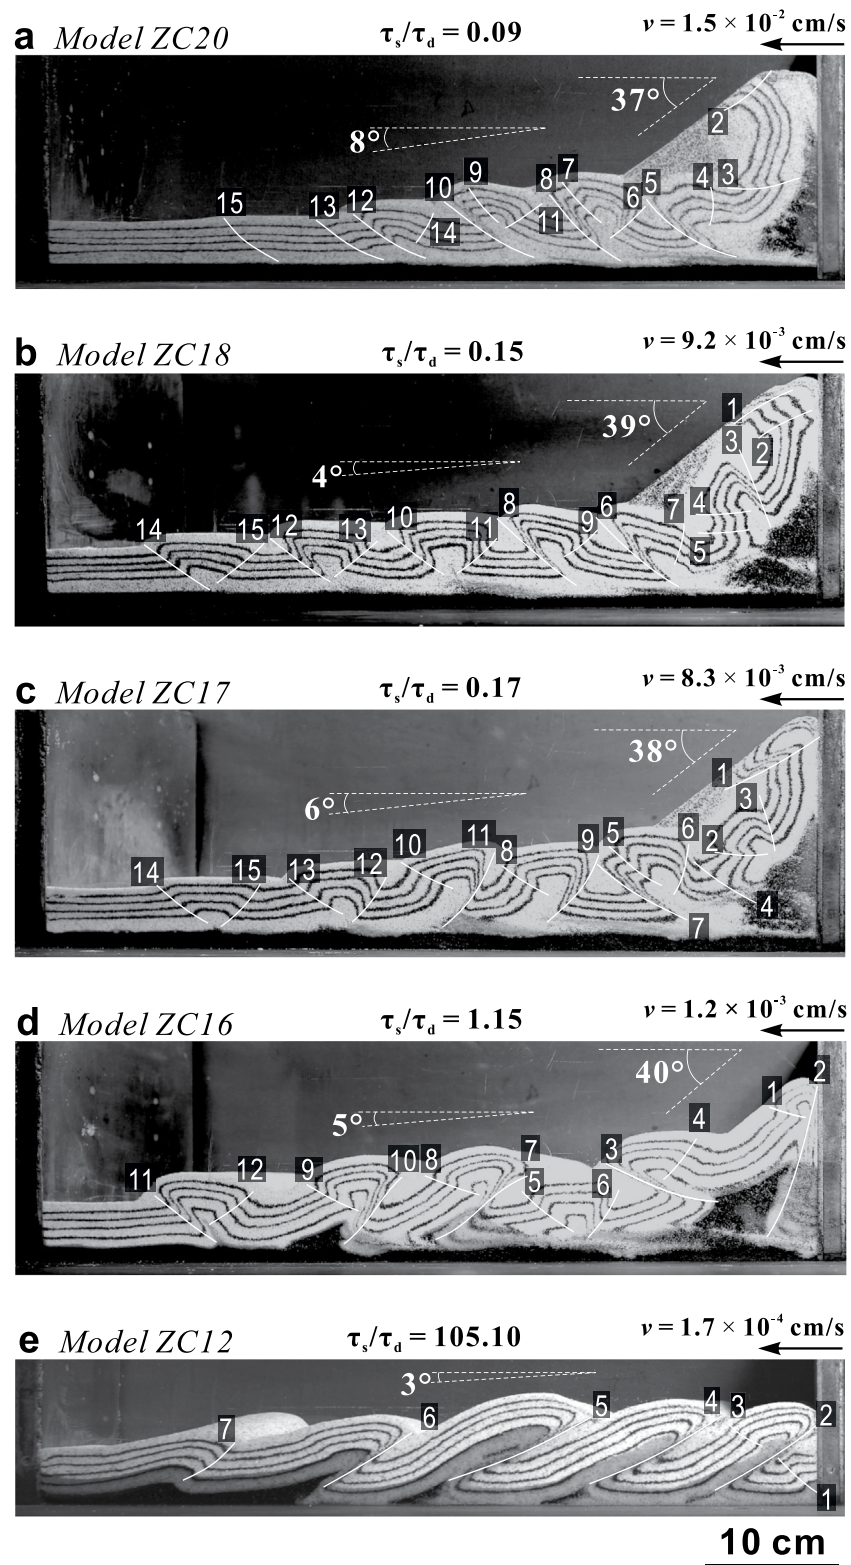 a Model ZC20 τs/τd = 0.09 v = 1.5 × 10-2 cm/s
37°
8°
2
9 8 7 6 5 4 3
15 13 12 10
14 11
b Model ZC18 τs/τd = 0.15 v = 9.2 × 10-3 cm/s
39°
4°
1
3 2
14 15 12 13 10 11 8 9 6 7 4
5
c Model ZC17 τs/τd = 0.17 v = 8.3 × 10-3 cm/s
38°
6°
1
3
14 15 13 12 10 11 8 9 5 6 2
4
7
d Model ZC16 τs/τd = 1.15 v = 1.2 × 10-3 cm/s
40°
5°
1 2
4
11 12 9 10 8 7 3
5 6
e Model ZC12 τs/τd = 105.10 v = 1.7 × 10-4 cm/s
3°
7 6 5 4 3 2
1
10 cm